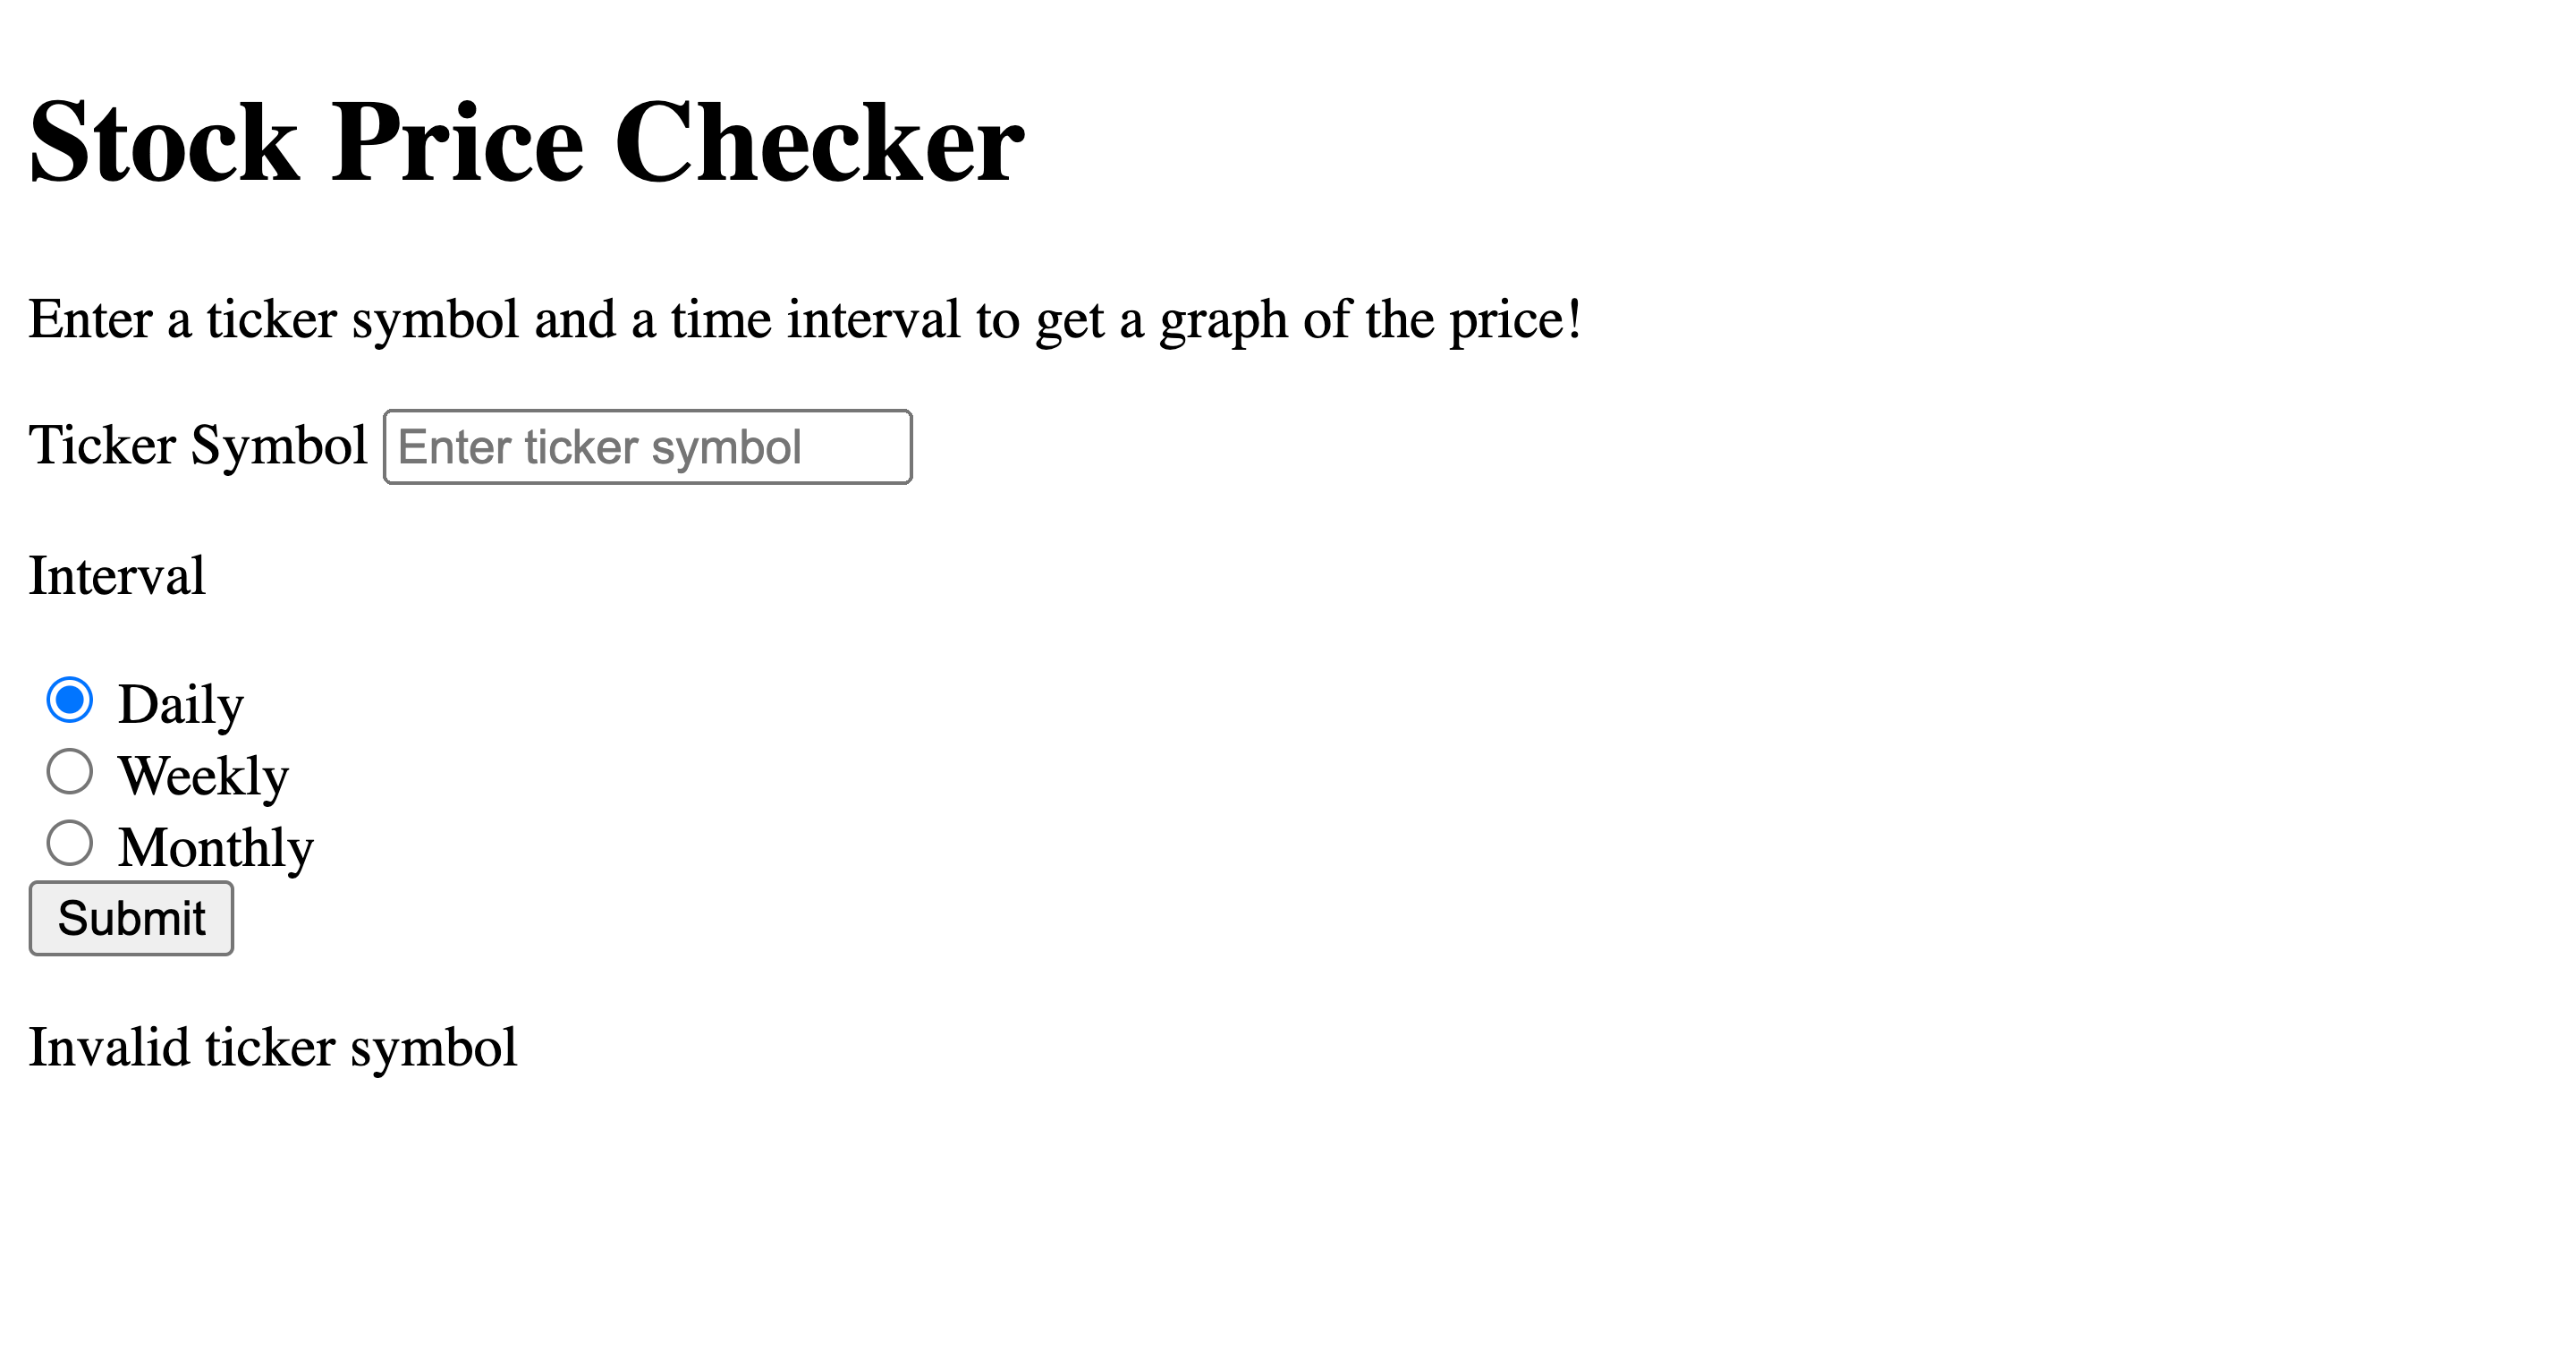 Stock Price Checker
Enter a ticker symbol and a time interval to get a graph of the price!
Ticker Symbol Enter ticker symbol
Interval
Daily
Weekly
Monthly
Submit
Invalid ticker symbol